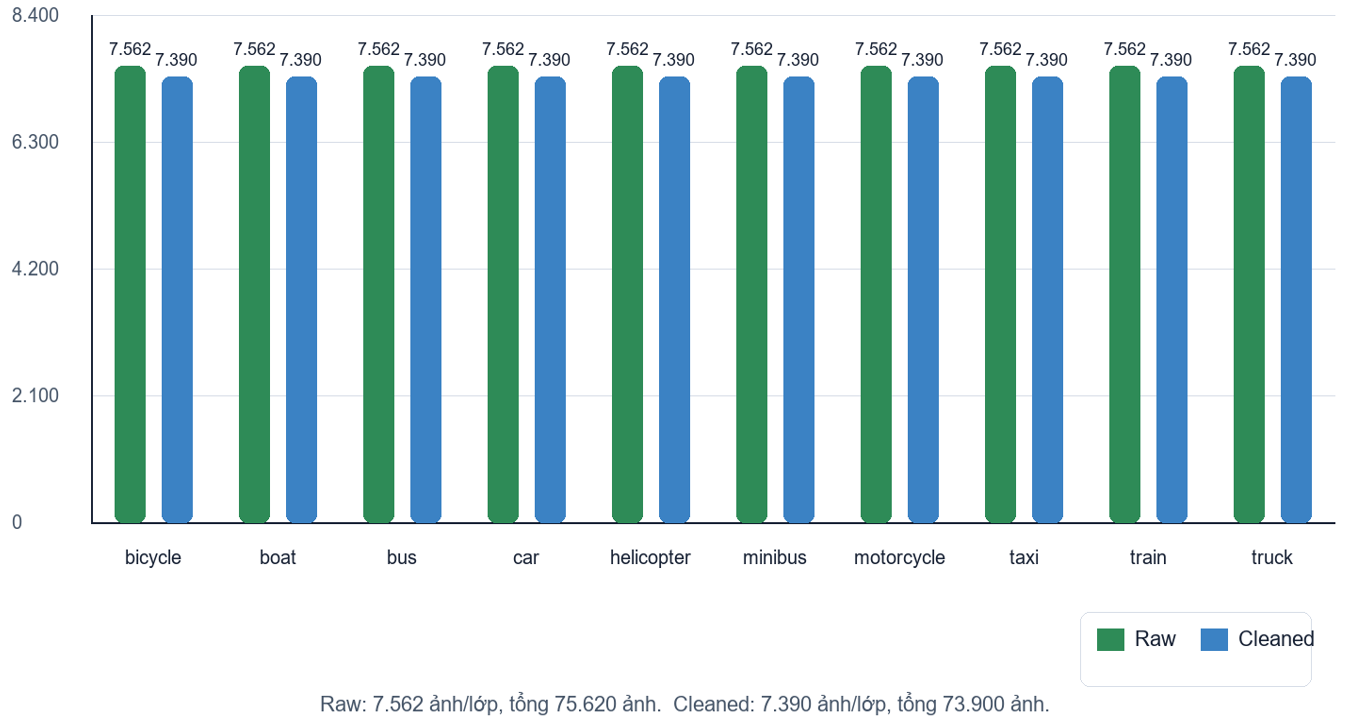 8.400
7.562 7.390 7.562 7.390 7.562 7.390 7.562 7.390 7.562 7.390 7.562 7.390 7.562 7.390 7.562 7.390 7.562 7.390 7.562 7.390
6.300
4.200
2.100
0
bicycle boat bus car helicopter minibus motorcycle taxi train truck
Raw Cleaned
Raw: 7.562 ảnh/lớp, tổng 75.620 ảnh. Cleaned: 7.390 ảnh/lớp, tổng 73.900 ảnh.